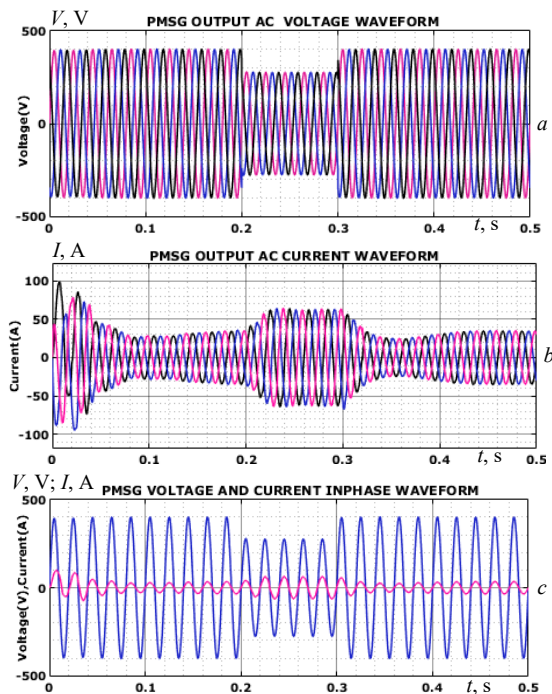 V, V
PMSG OUTPUT AC VOLTAGE WAVEFORM
500
0
-500
Voltage(V)
0 0.1 0.2 0.3 0.4 0.5
t, s
a
I, A
PMSG OUTPUT AC CURRENT WAVEFORM
100
50
0
-50
-100
Current(A)
0 0.1 0.2 0.3 0.4 0.5
t, s
b
V, V; I, A
PMSG VOLTAGE AND CURRENT INPHASE WAVEFORM
500
0
-500
Voltage(V),Current(A)
0 0.1 0.2 0.3 0.4 0.5
t, s
c